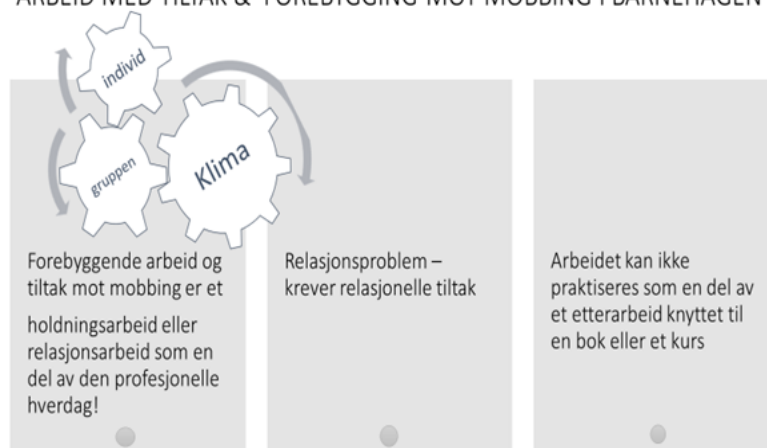 ARBEID MED TILTAK & FOREBYGGING MOT MOBBING I BARNEHAGEN
individ
gruppen
Klima
Forebyggende arbeid og
tiltak mot mobbing er et
holdningsarbeid eller
relasjonsarbeid som en
del av den profesjonelle
hverdag!
Relasjonsproblem –
krever relasjonelle tiltak
Arbeidet kan ikke
praktiseres som en del av
et etterarbeid knyttet til
en bok eller et kurs